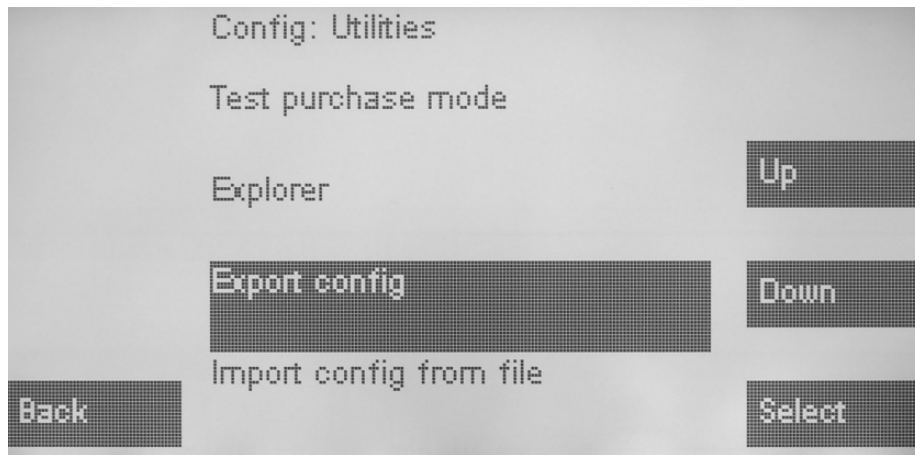 Config: Utilities
Test purchase mode
Up
Explorer
Export config
Down
Import config from file
Back
Select